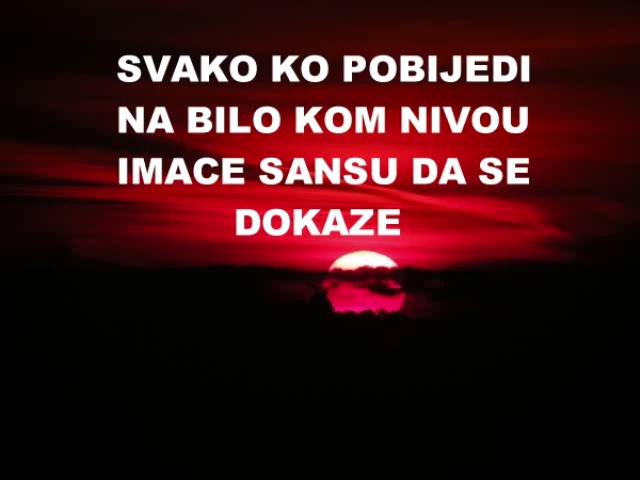 SVAKO KO POBIJEDI
NA BILO KOM NIVOU
IMACE SANSU DA SE
DOKAZE